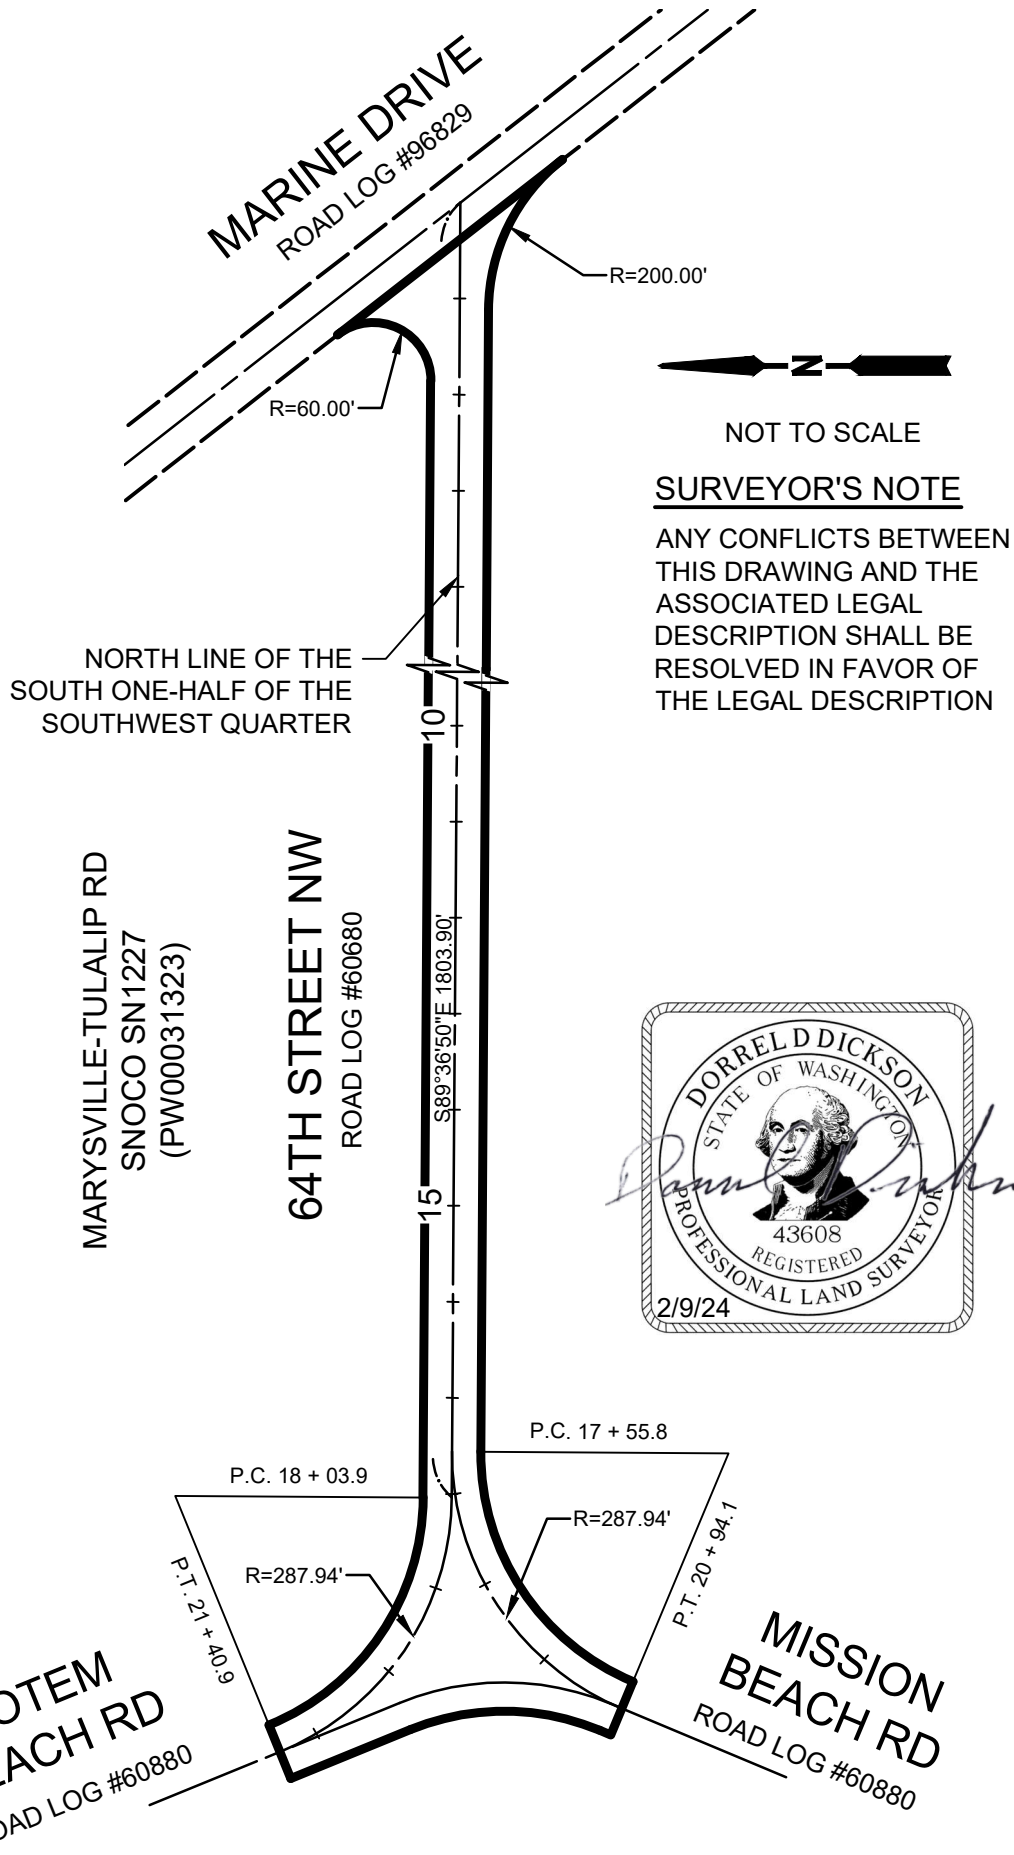 MARINE DRIVE
ROAD LOG #96829
R=200.00'
R=60.00'
N
NOT TO SCALE
SURVEYOR'S NOTE
ANY CONFLICTS BETWEEN
THIS DRAWING AND THE
ASSOCIATED LEGAL
DESCRIPTION SHALL BE
RESOLVED IN FAVOR OF
THE LEGAL DESCRIPTION
NORTH LINE OF THE
SOUTH ONE-HALF OF THE
SOUTHWEST QUARTER
10
MARYSVILLE-TULALIP RD
SNOCO SN1227
(PW00031323)
64TH STREET NW
ROAD LOG #60680
S89°36'50"E 1803.90'
15
DORREL D DICKSON
STATE OF WASHINGTON
43608
REGISTERED
PROFESSIONAL LAND SURVEYOR
2/9/24
P.C. 17 + 55.8
P.C. 18 + 03.9
R=287.94'
R=287.94'
P.T. 21 + 40.9
P.T. 20 + 94.1
OTEM
EACH RD
OAD LOG #60880
MISSION
BEACH RD
ROAD LOG #60880